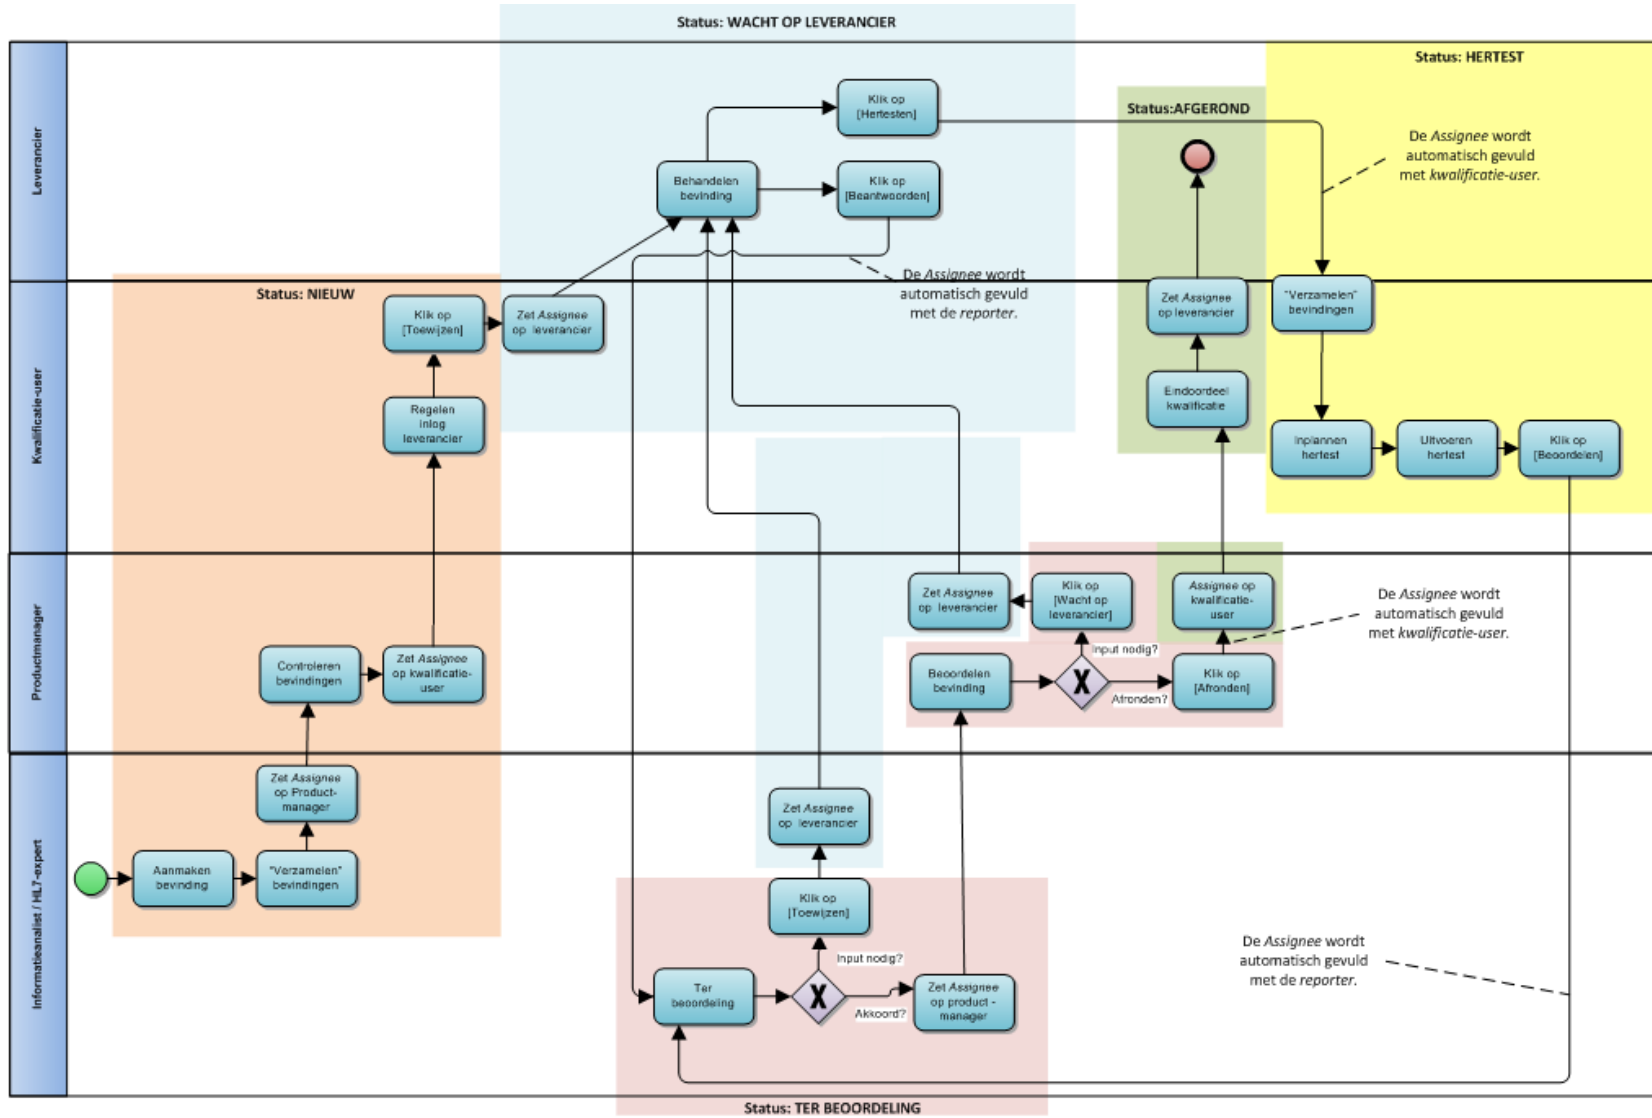 Status: WACHT OP LEVERANCIER
Status: HERTEST
Status:AFGEROND
Leverancier
Klik op
[Hertesten]
Behandelen
bevinding
Klik op
[Beantwoorden]
De Assignee wordt
automatisch gevuld
met kwalificatie-user.
De Assignee wordt
automatisch gevuld
met de reporter.
Kwalificatie-user
Status: NIEUW
Klik op
[Toewijzen]
Zet Assignee
op leverancier
Regelen
inlog
leverancier
Zet Assignee
op leverancier
Eindoordeel
kwalificatie
"Verzamelen"
bevindingen
Inplannen
hertest
Uitvoeren
hertest
Klik op
[Beoordelen]
Productmanager
Controleren
bevindingen
Zet Assignee
op kwalificatie-
user
Zet Assignee
op leverancier
Klik op
[Wacht op
leverancier]
Assignee op
kwalificatie-
user
Beoordelen
bevinding
X
Input nodig?
Afronden?
Klik op
[Afronden]
De Assignee wordt
automatisch gevuld
met kwalificatie-user.
Informatieanalist / HL7-expert
Zet Assignee
op Product-
manager
Aanmaken
bevinding
"Verzamelen"
bevindingen
Zet Assignee
op leverancier
Klik op
[Toewijzen]
Input nodig?
Ter
beoordeling
X
Akkoord?
Zet Assignee
op product -
manager
De Assignee wordt
automatisch gevuld
met de reporter.
Status: TER BEOORDELING